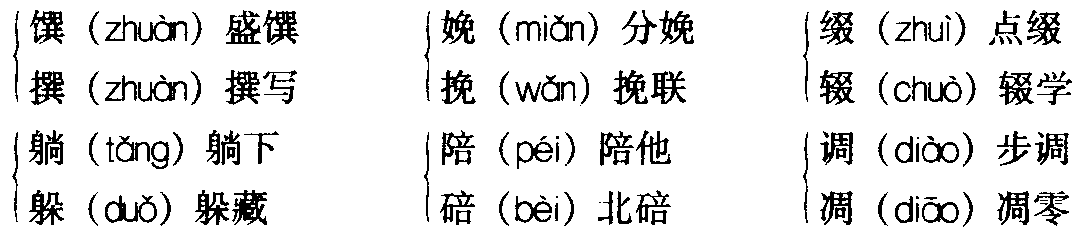 馔（zhuàn）盛馔 娩（miǎn）分娩 缀（zhuì）点缀
撰（zhuàn）撰写 挽（wǎn）挽联 辍（chuò）辍学
躺（tǎng）躺下 陪（péi）陪他 调（diào）步调
躲（duǒ）躲藏 碚（bèi）北碚 凋（diāo）凋零